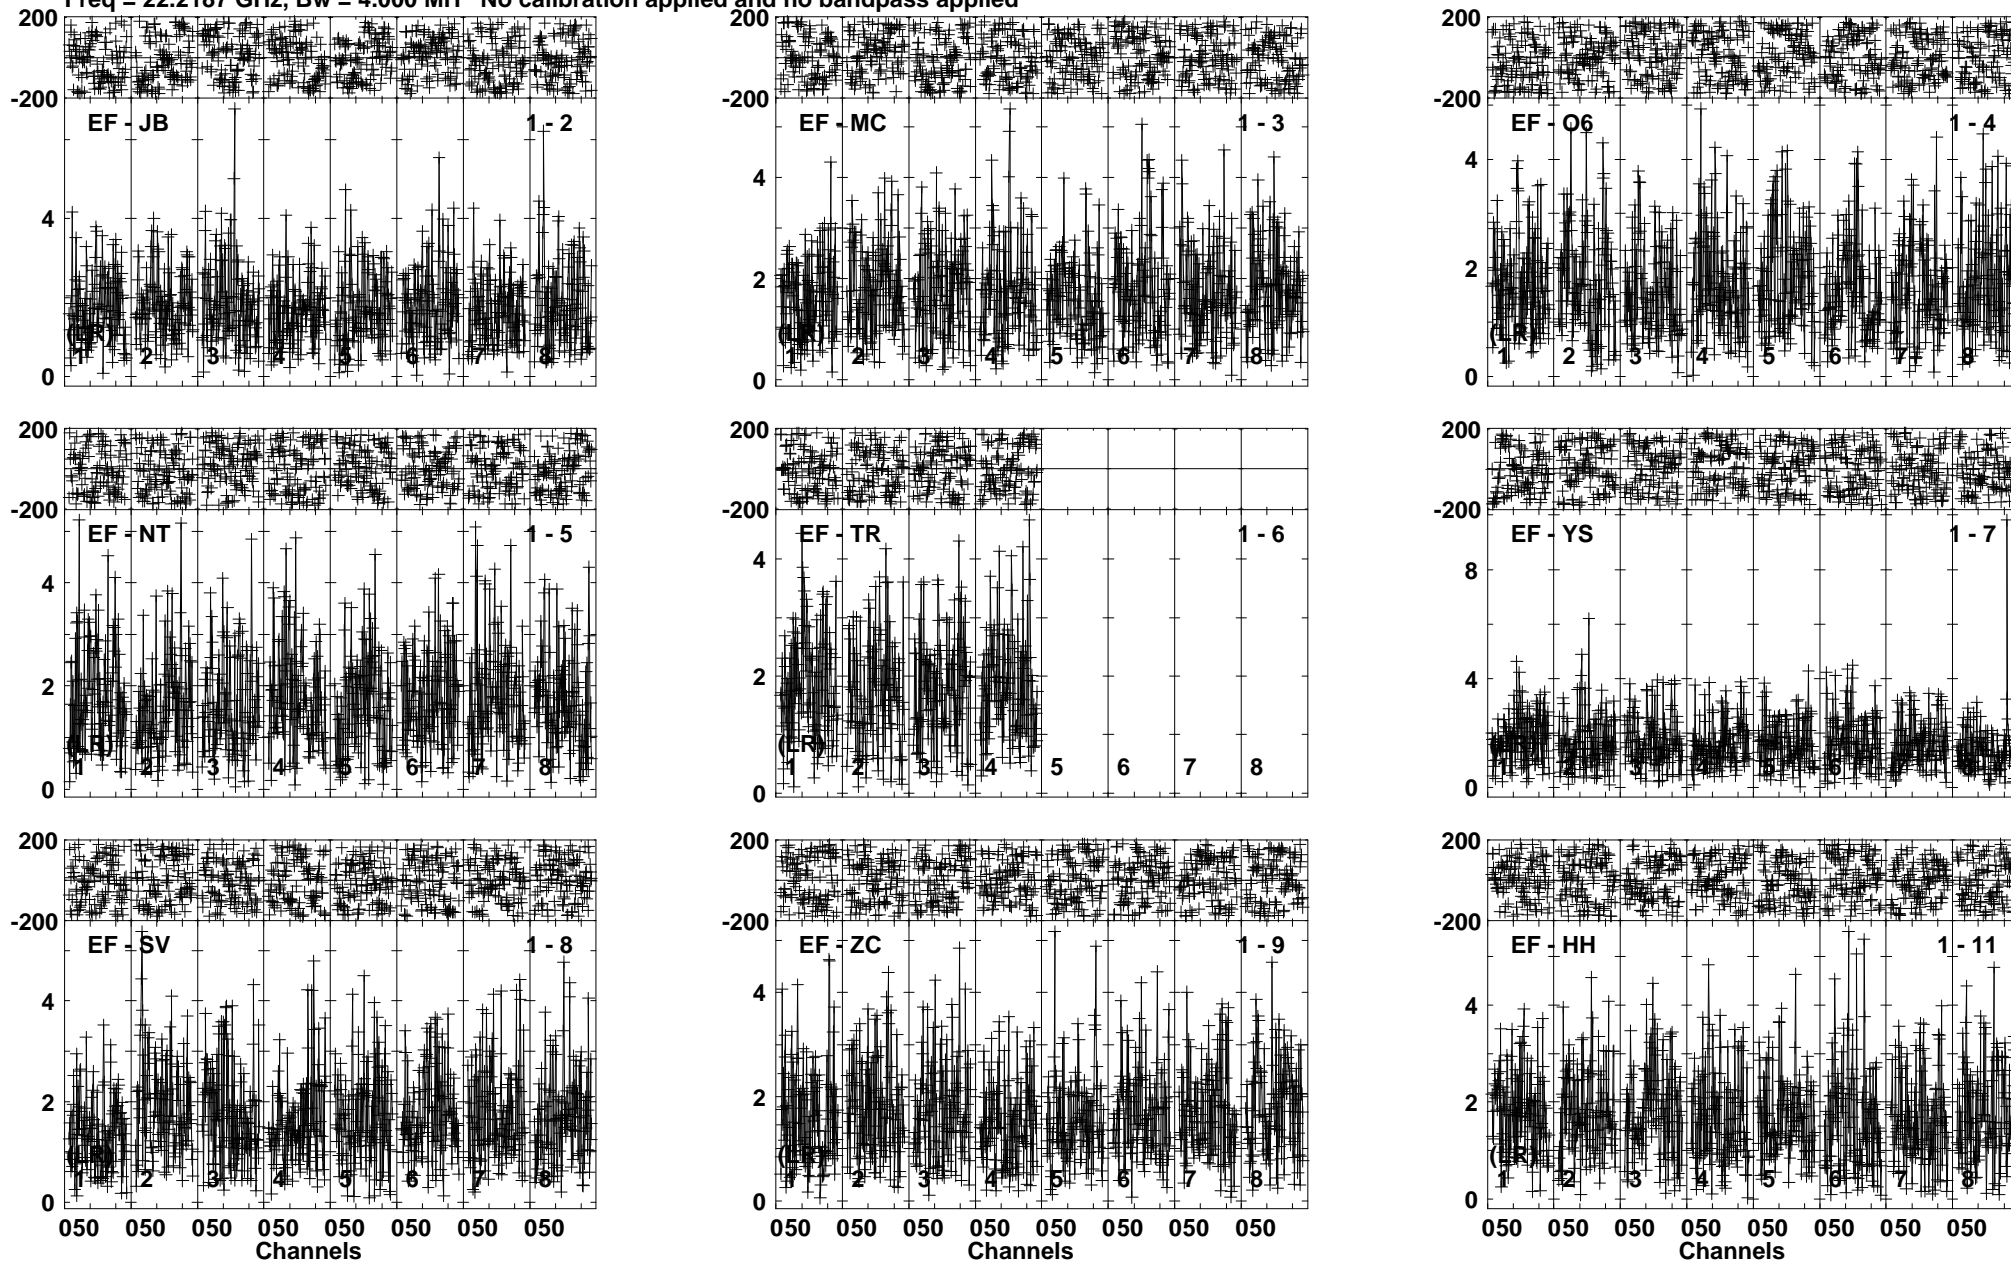 Freq = 22.2187 GHz, Bw = 4.000 MH No calibration applied and no bandpass applied
200
-200
EF - JB 1 - 2
4
(LR)
1 2 3 4 5 6 7 8
0
200
-200
EF - MC 1 - 3
4
2
(LR)
1 2 3 4 5 6 7 8
0
200
-200
EF - O6 1 - 4
4
2
(LR)
1 2 3 4 5 6 7 8
0
200
-200
EF - NT 1 - 5
4
2
(LR)
1 2 3 4 5 6 7 8
0
200
-200
EF - TR 1 - 6
4
2
(LR)
1 2 3 4 5 6 7 8
0
200
-200
EF - YS 1 - 7
8
4
(LR)
1 2 3 4 5 6 7 8
0
200
-200
EF - SV 1 - 8
4
2
(LR)
1 2 3 4 5 6 7 8
0
050 050 050 050 050 050 050 050
Channels
200
-200
EF - ZC 1 - 9
4
2
(LR)
1 2 3 4 5 6 7 8
0
050 050 050 050 050 050 050 050
Channels
200
-200
EF - HH 1 - 11
4
2
(LR)
1 2 3 4 5 6 7 8
0
050 050 050 050 050 050 050 050
Channels